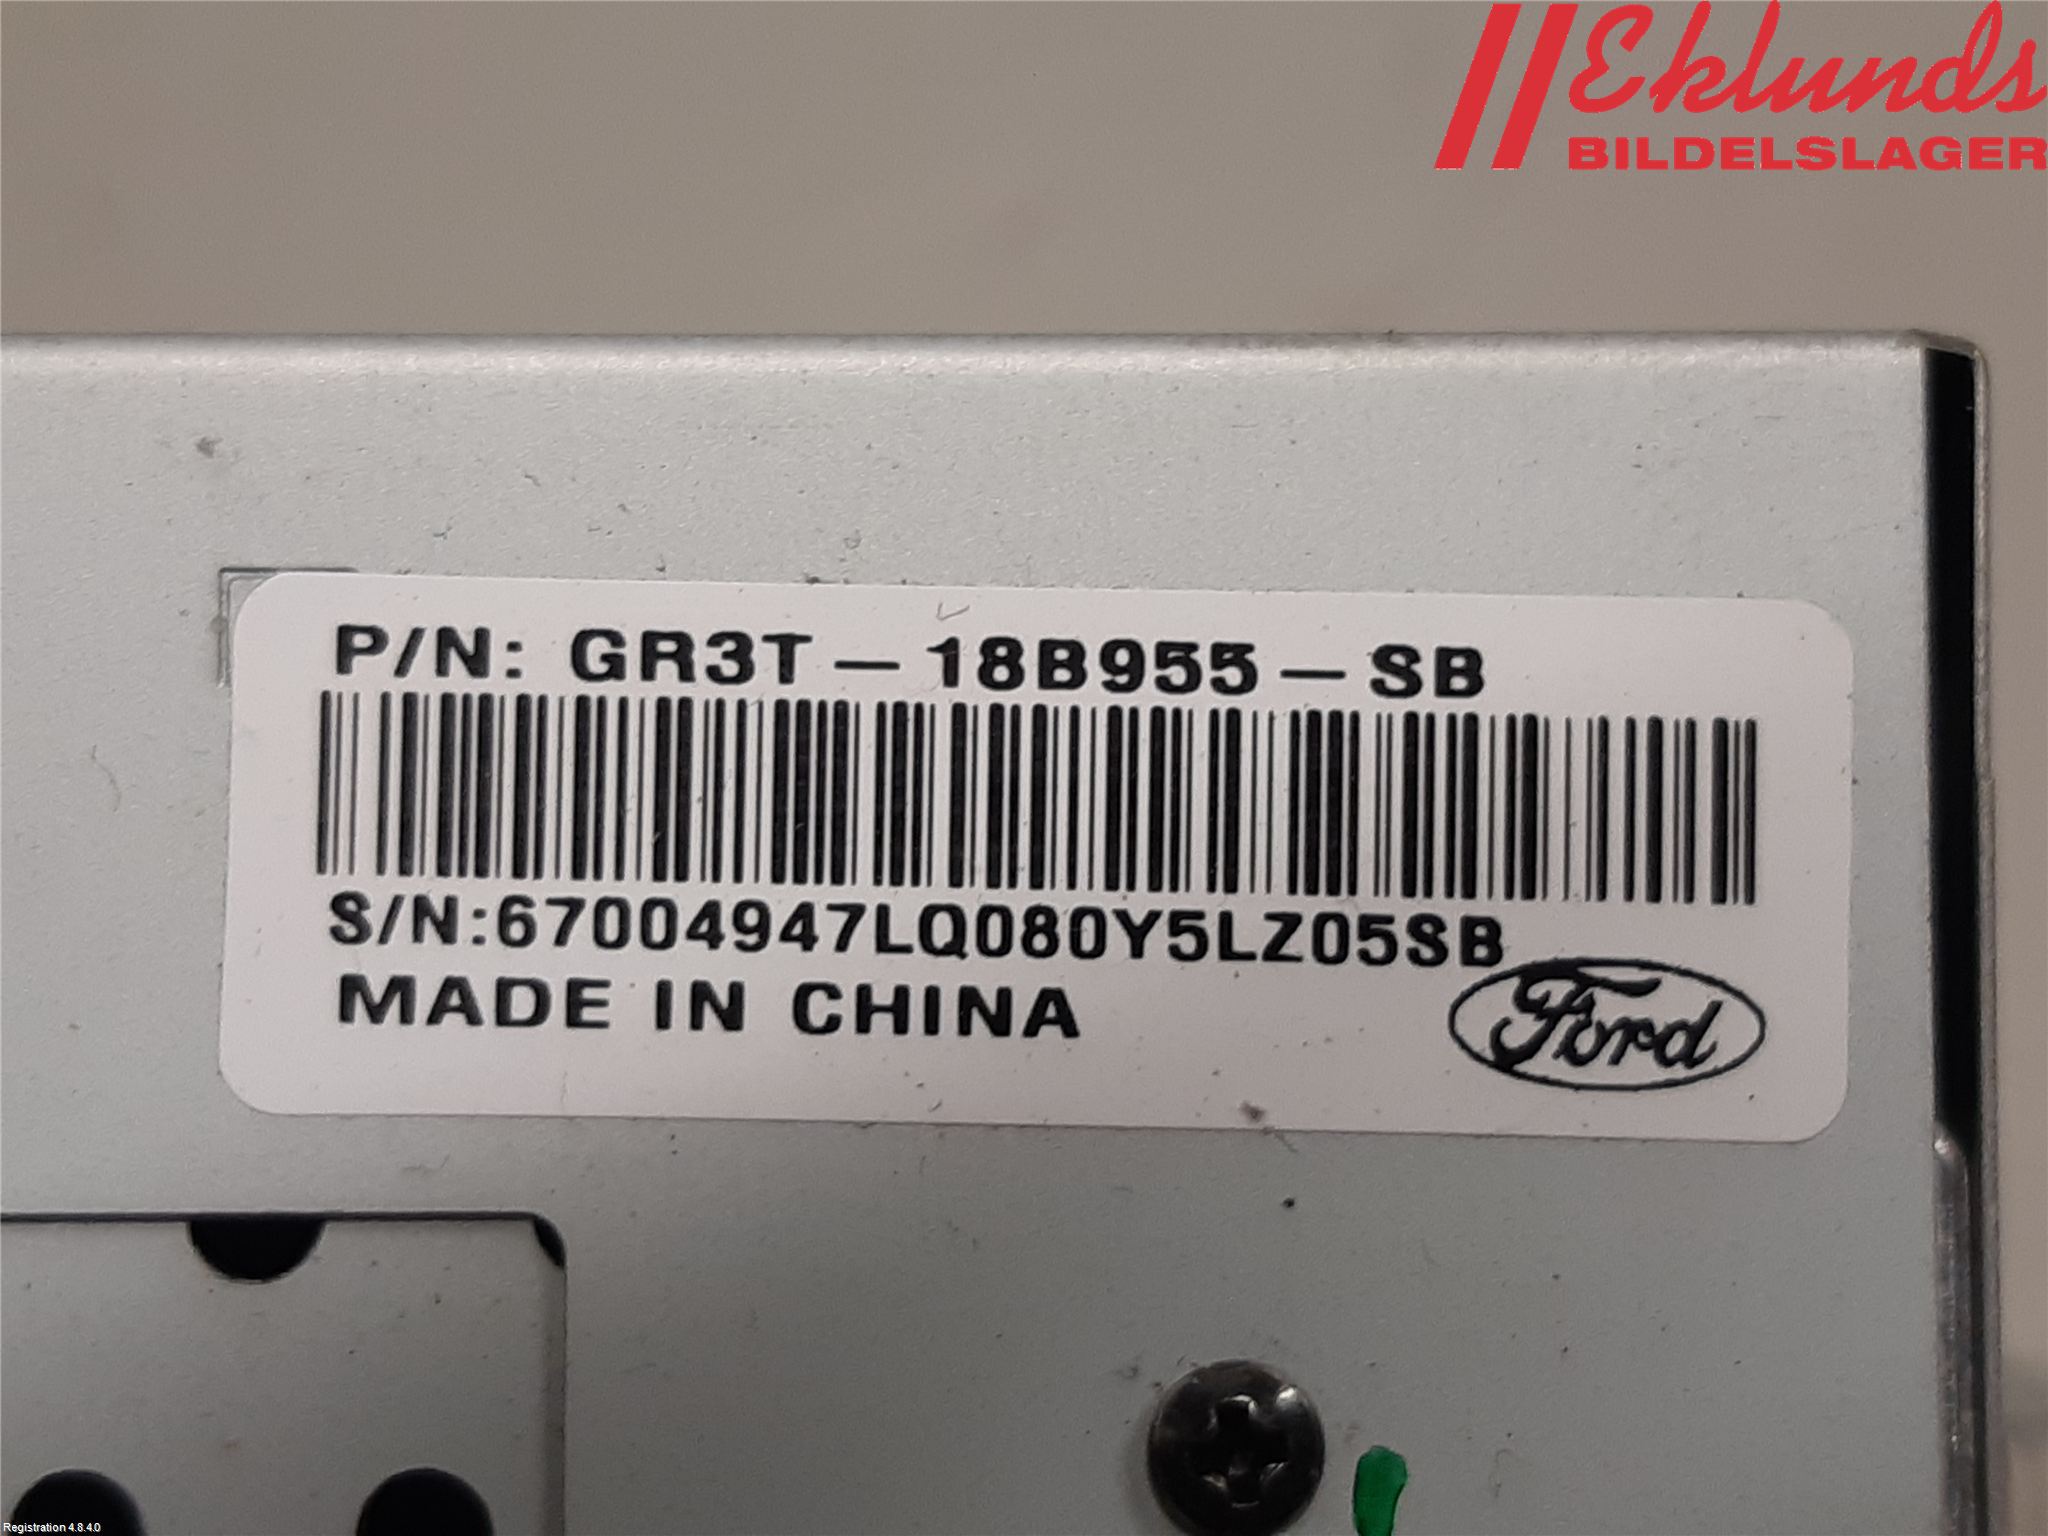 Eklunds
BILDELSLAGER
P/N: GR3T-18B955-SB
S/N:67004947LQ080Y5LZ05SB
MADE IN CHINA
Ford
Registration 4.8.4.0